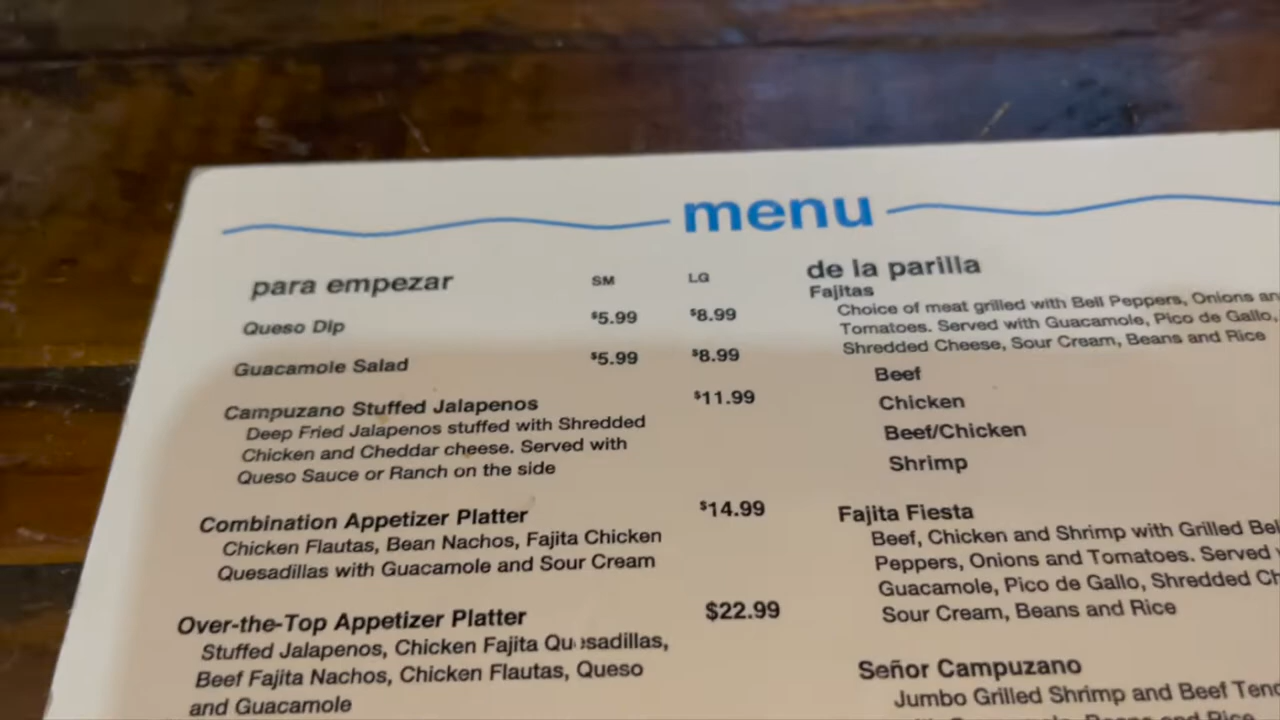 menu
para empezar SM LG
Queso Dip $5.99 $8.99
Guacamole Salad $5.99 $8.99
Campuzano Stuffed Jalapenos $11.99
Deep Fried Jalapenos stuffed with Shredded
Chicken and Cheddar cheese. Served with
Queso Sauce or Ranch on the side
Combination Appetizer Platter $14.99
Chicken Flautas, Bean Nachos, Fajita Chicken
Quesadillas with Guacamole and Sour Cream
Over-the-Top Appetizer Platter $22.99
Stuffed Jalapenos, Chicken Fajita Quesadillas,
Beef Fajita Nachos, Chicken Flautas, Queso
and Guacamole
de la parilla
Fajitas
Choice of meat grilled with Bell Peppers, Onions an
Tomatoes. Served with Guacamole, Pico de Gallo,
Shredded Cheese, Sour Cream, Beans and Rice
Beef
Chicken
Beef/Chicken
Shrimp
Fajita Fiesta
Beef, Chicken and Shrimp with Grilled Bel
Peppers, Onions and Tomatoes. Served
Guacamole, Pico de Gallo, Shredded Ch
Sour Cream, Beans and Rice
Señor Campuzano
Jumbo Grilled Shrimp and Beef Tend